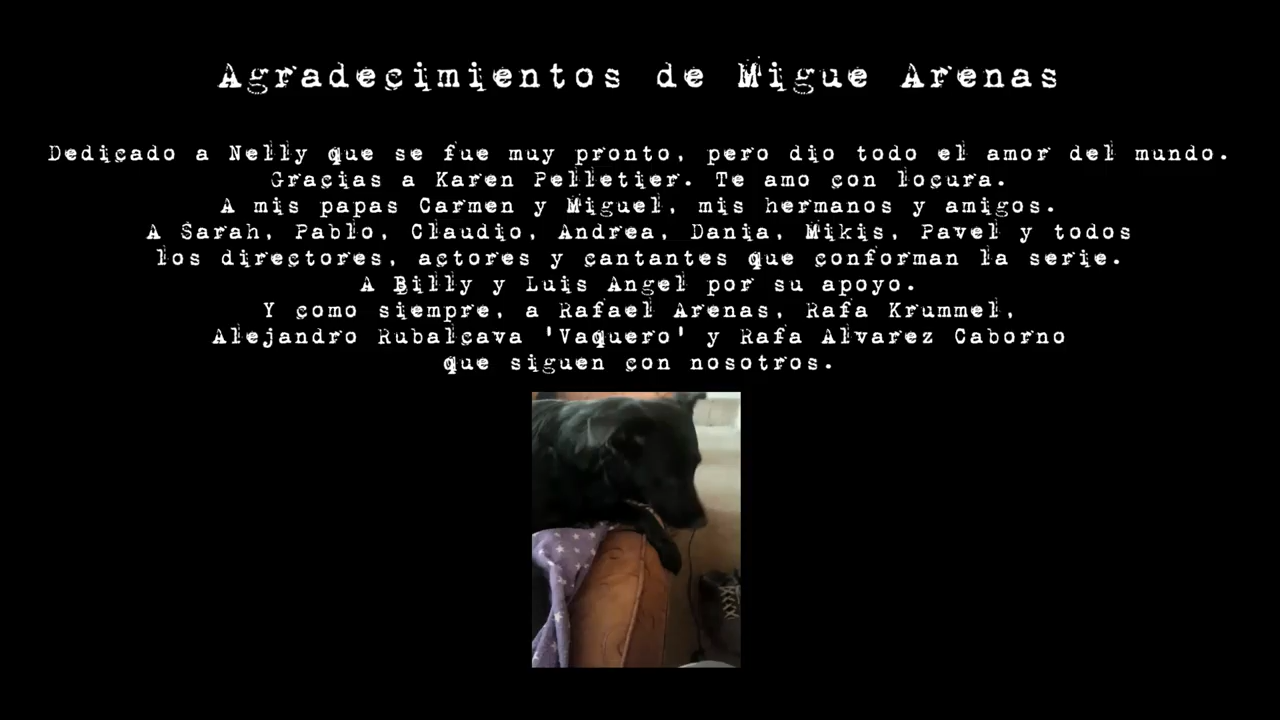 Agradecimientos de Migue Arenas
Dedicado a Nelly que se fue muy pronto, pero dio todo el amor del mundo.
Gracias a Karen Pelletier. Te amo con locura.
A mis papas Carmen y Miguel, mis hermanos y amigos.
A Sarah, Pablo, Claudio, Andrea, Dania, Mikis, Pavel y todos
los directores, actores y cantantes que conforman la serie.
A Billy y Luis Angel por su apoyo.
Y como siempre, a Rafael Arenas, Rafa Krummel,
Alejandro Rubalcava 'Vaquero' y Rafa Alvarez Caborno
que siguen con nosotros.